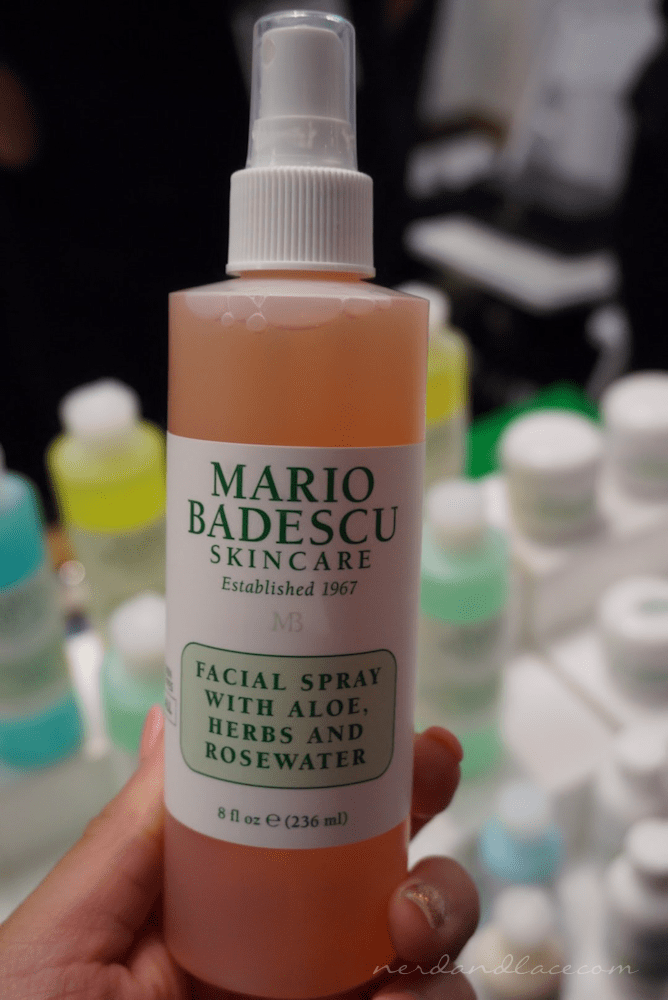 MARIO
BADESCU
SKINCARE
Established 1967
MB
FACIAL SPRAY
WITH ALOE,
HERBS AND
ROSEWATER
8 fl oz ℮ (236 ml)
nerdandlace.com